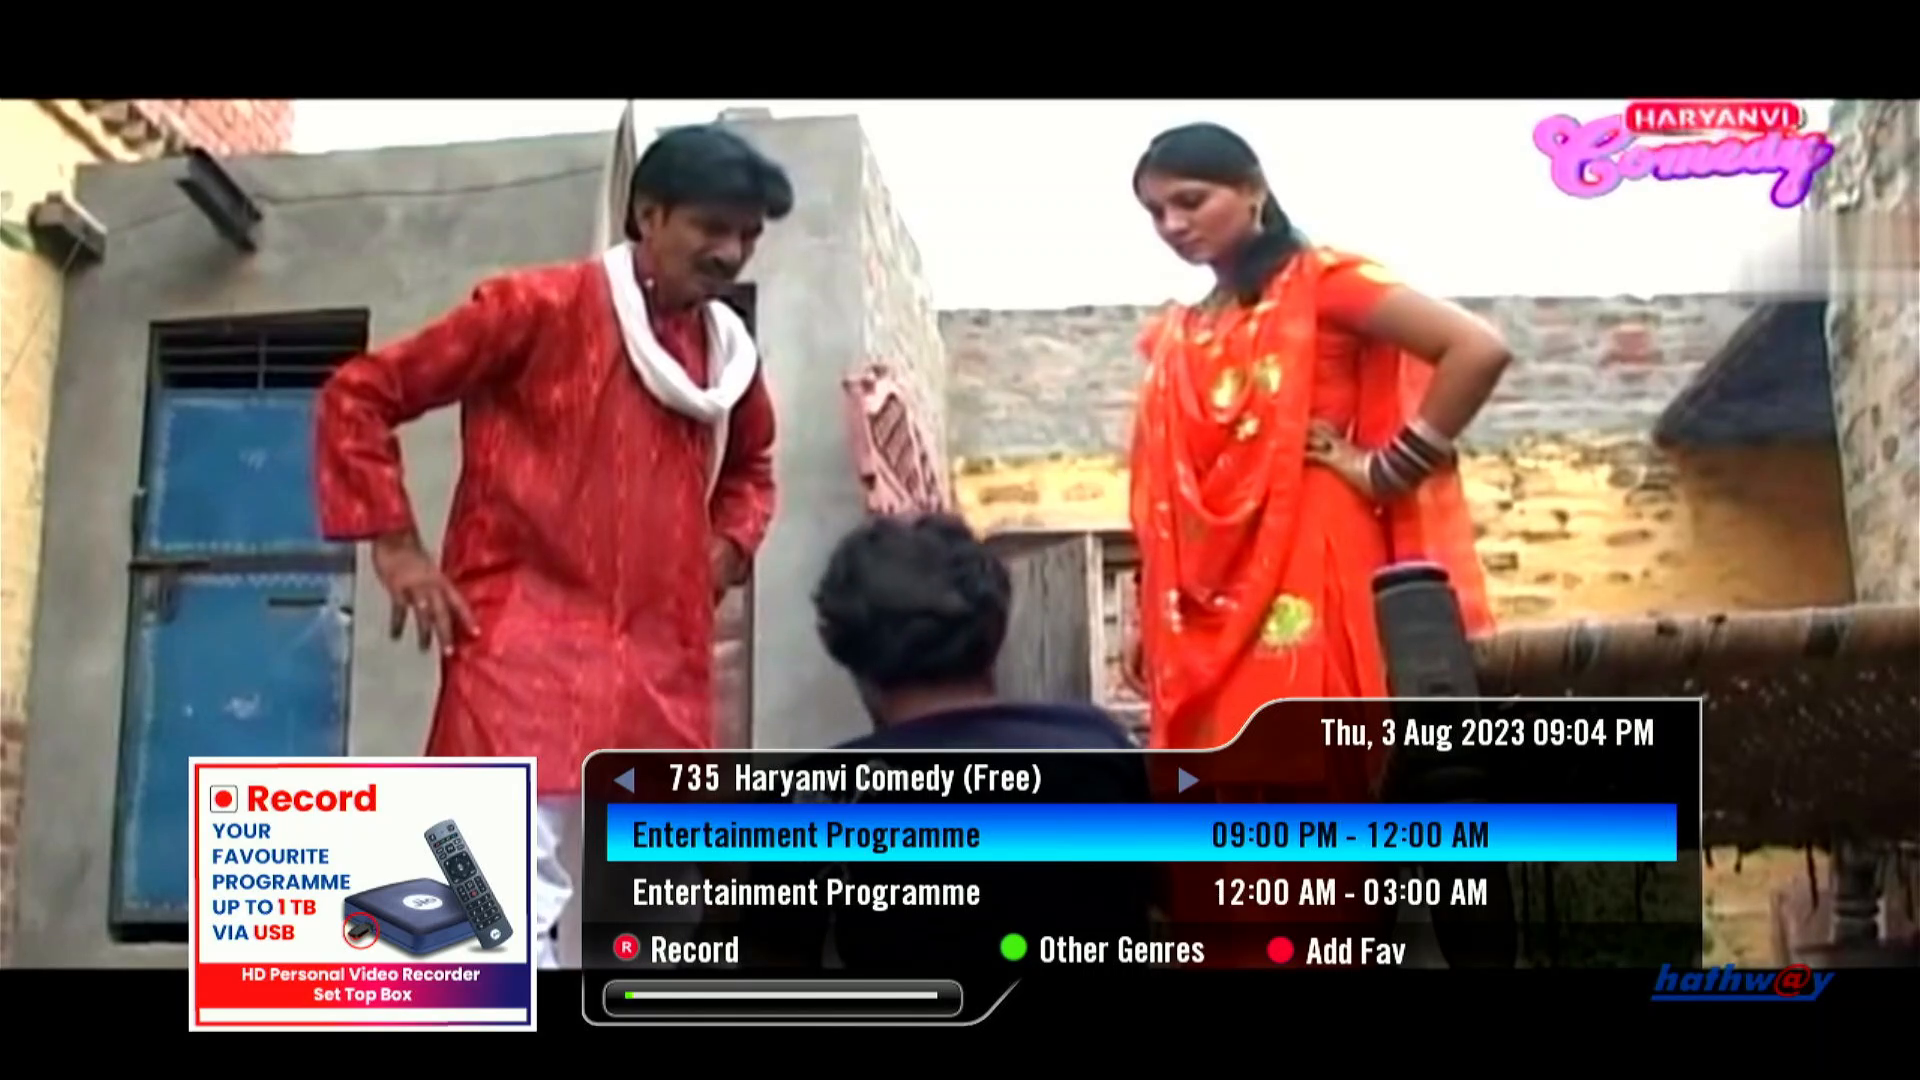 HARYANVI
Comedy
Thu, 3 Aug 2023 09:04 PM
735 Haryanvi Comedy (Free)
Entertainment Programme 09:00 PM - 12:00 AM
Entertainment Programme 12:00 AM - 03:00 AM
R Record Other Genres Add Fav
Record
YOUR
FAVOURITE
PROGRAMME
UP TO 1 TB
VIA USB
Jio
HD Personal Video Recorder
Set Top Box
hathw@y